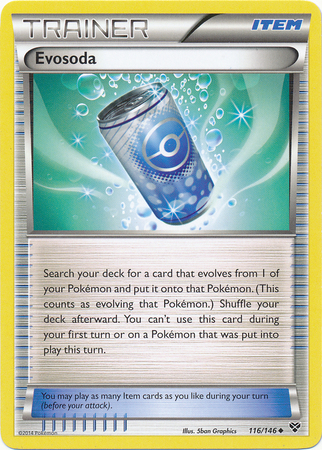 TRAINER ITEM
Evosoda
Search your deck for a card that evolves from 1 of
your Pokémon and put it onto that Pokémon. (This
counts as evolving that Pokémon.) Shuffle your
deck afterward. You can't use this card during
your first turn or on a Pokémon that was put into
play this turn.
You may play as many Item cards as you like during your turn
(before your attack).
©2014 Pokémon Illus. 5ban Graphics 116/146